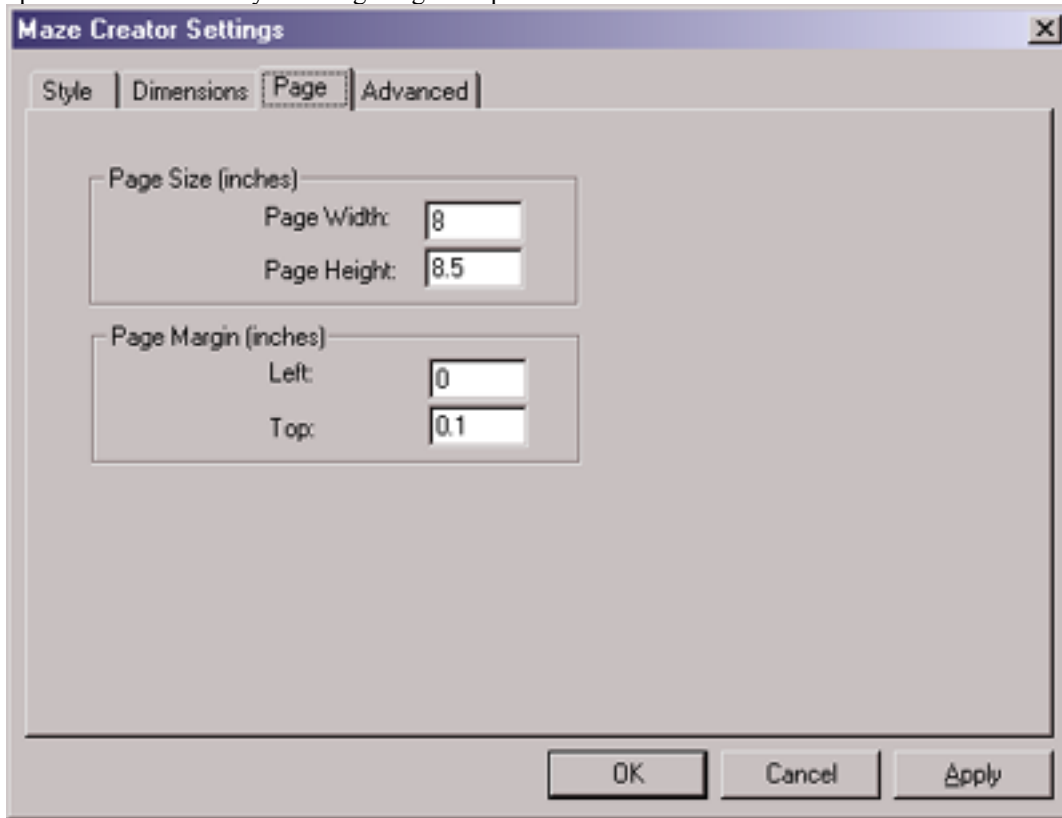 Maze Creator Settings
Style Dimensions Page Advanced
Page Size (inches)
Page Width: 8
Page Height: 8.5
Page Margin (inches)
Left: 0
Top: 0.1
OK Cancel Apply